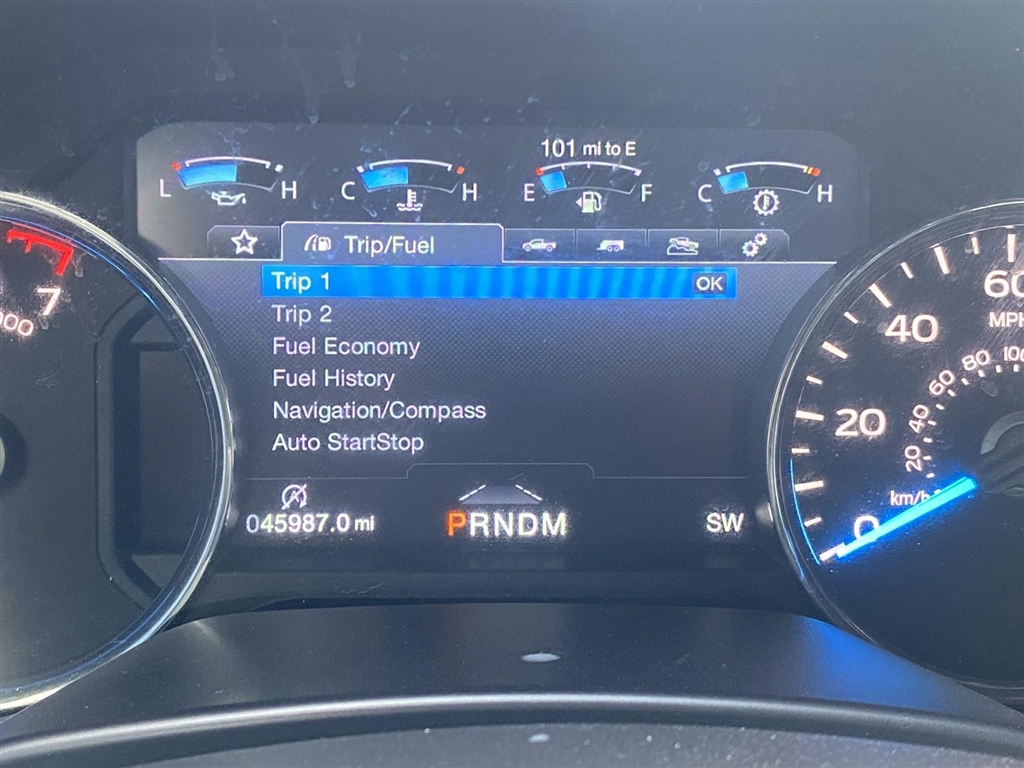 101 mi to E
L H C H E F C H
Trip/Fuel
Trip 1 OK
Trip 2
Fuel Economy
Fuel History
Navigation/Compass
Auto StartStop
045987.0 mi PRNDM SW
7
60
MPH
40
20
0
100
80
60
40
20
km/h